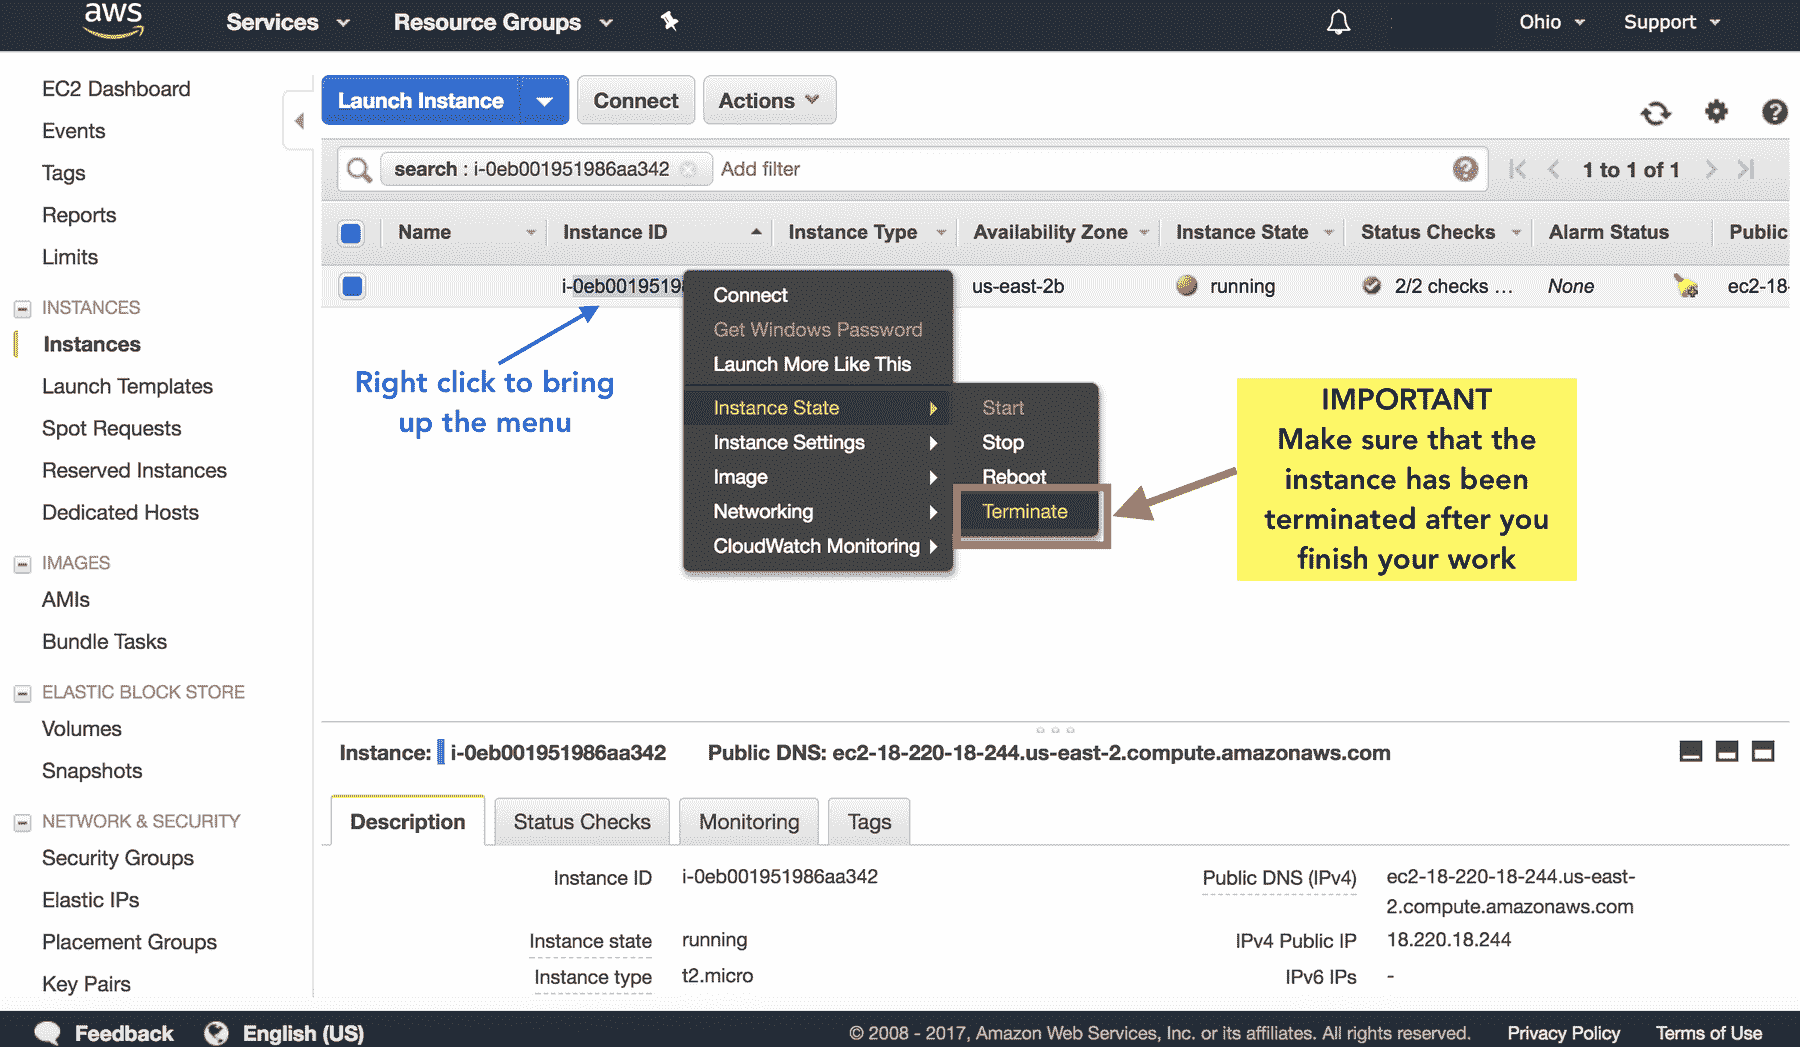 aws Services Resource Groups Ohio Support
EC2 Dashboard
Events
Tags
Reports
Limits
INSTANCES
Instances
Launch Templates
Spot Requests
Reserved Instances
Dedicated Hosts
IMAGES
AMIs
Bundle Tasks
ELASTIC BLOCK STORE
Volumes
Snapshots
NETWORK & SECURITY
Security Groups
Elastic IPs
Placement Groups
Key Pairs
Launch Instance Connect Actions
search : i-0eb001951986aa342 Add filter 1 to 1 of 1
Name Instance ID Instance Type Availability Zone Instance State Status Checks Alarm Status Public
i-0eb0019519 us-east-2b running 2/2 checks ... None ec2-18-
Right click to bring
up the menu
Connect
Get Windows Password
Launch More Like This
Instance State
Instance Settings
Image
Networking
CloudWatch Monitoring
Start
Stop
Reboot
Terminate
IMPORTANT
Make sure that the
instance has been
terminated after you
finish your work
Instance: i-0eb001951986aa342 Public DNS: ec2-18-220-18-244.us-east-2.compute.amazonaws.com
Description Status Checks Monitoring Tags
Instance ID i-0eb001951986aa342 Public DNS (IPv4) ec2-18-220-18-244.us-east-
2.compute.amazonaws.com
Instance state running IPv4 Public IP 18.220.18.244
Instance type t2.micro IPv6 IPs -
Feedback English (US) © 2008 - 2017, Amazon Web Services, Inc. or its affiliates. All rights reserved. Privacy Policy Terms of Use